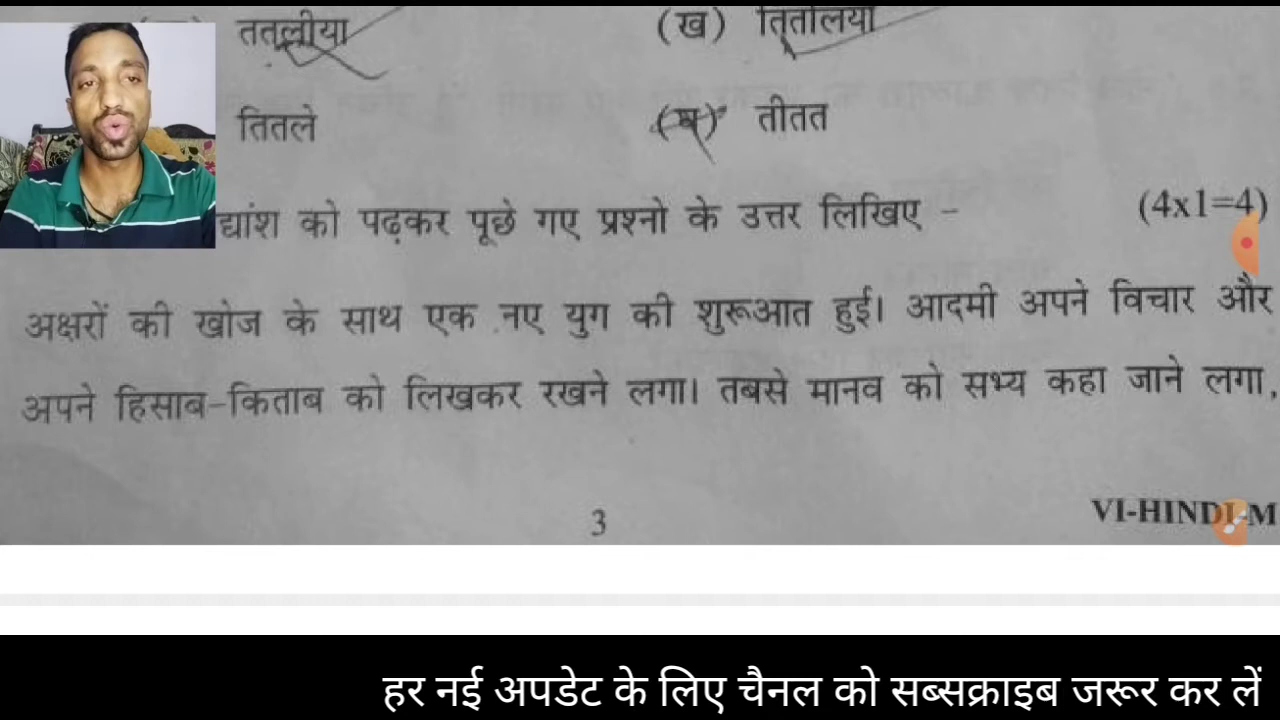 ततलीया (ख) तितलिया
तितले (घ) तीतत
द्यांश को पढ़कर पूछे गए प्रश्नो के उत्तर लिखिए - (4x1=4)
अक्षरों की खोज के साथ एक नए युग की शुरूआत हुई। आदमी अपने विचार और
अपने हिसाब-किताब को लिखकर रखने लगा। तबसे मानव को सभ्य कहा जाने लगा,
3
VI-HINDI-M
हर नई अपडेट के लिए चैनल को सब्सक्राइब जरूर कर लें